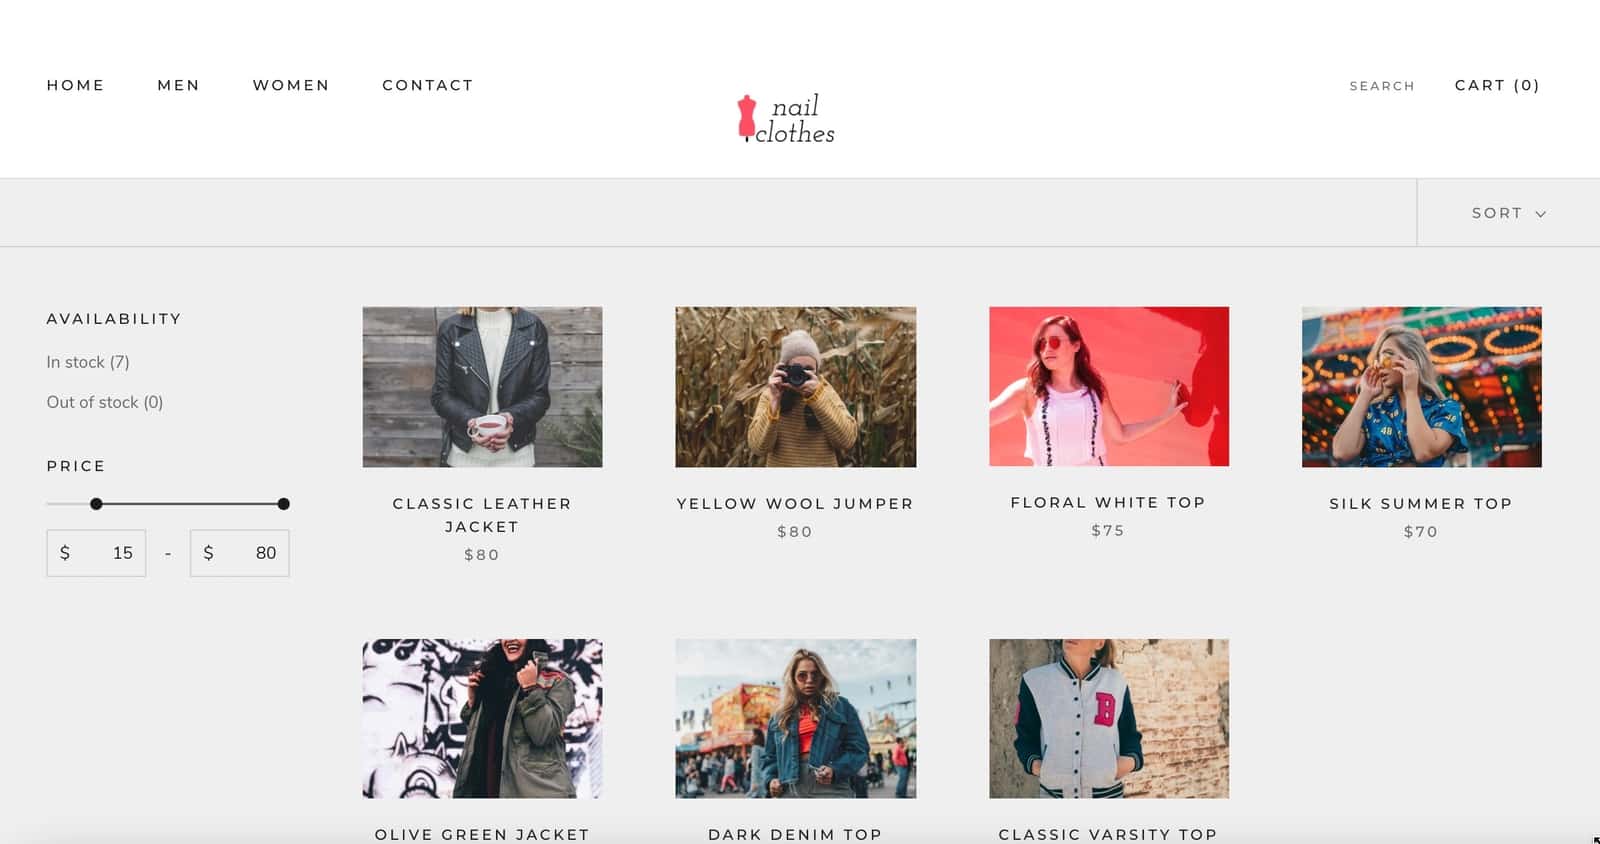 HOME
MEN
WOMEN
CONTACT
nail
clothes
SEARCH
CART (0)
SORT
AVAILABILITY
In stock (7)
Out of stock (0)
PRICE
$ 15 - $ 80
CLASSIC LEATHER
JACKET
$80
YELLOW WOOL JUMPER
$80
FLORAL WHITE TOP
$75
48
48
SILK SUMMER TOP
$70
B
OLIVE GREEN JACKET
DARK DENIM TOP
CLASSIC VARSITY TOP